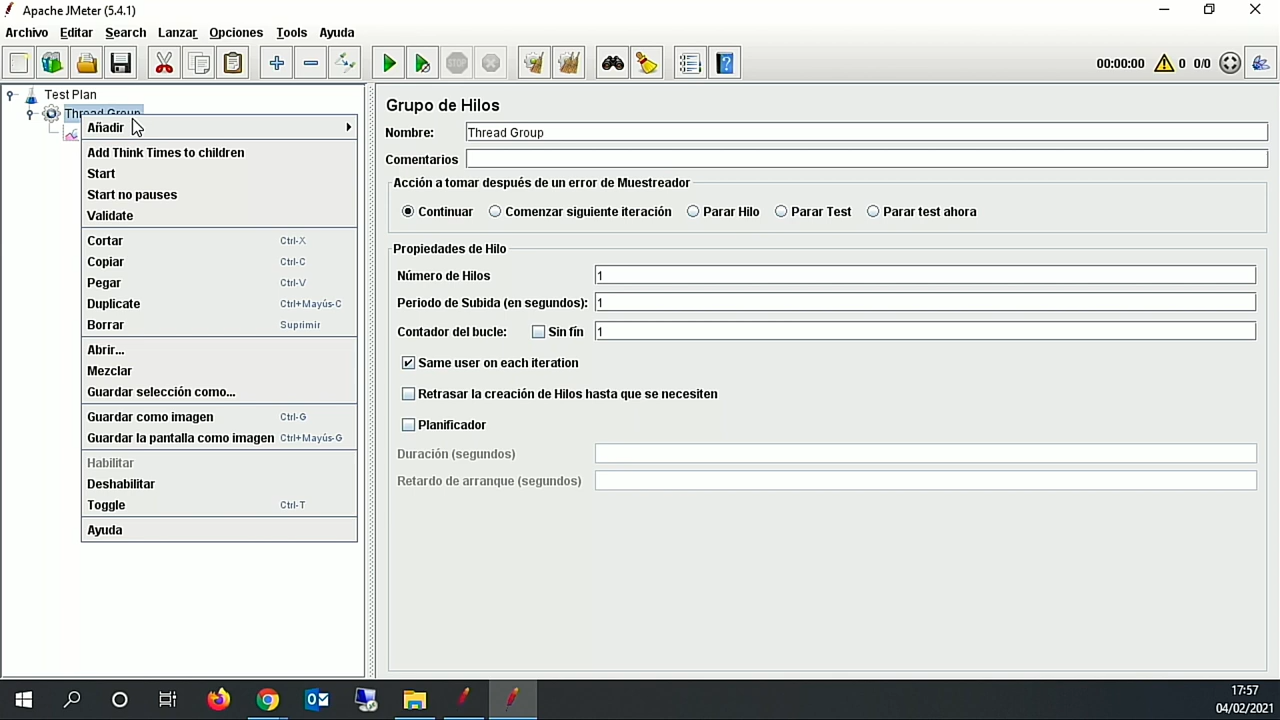 Apache JMeter (5.4.1)
Archivo Editar Search Lanzar Opciones Tools Ayuda
00:00:00 0 0/0
Test Plan
Thread Group
Añadir
Add Think Times to children
Start
Start no pauses
Validate
Cortar Ctrl-X
Copiar Ctrl-C
Pegar Ctrl-V
Duplicate Ctrl+Mayús-C
Borrar Suprimir
Abrir...
Mezclar
Guardar selección como...
Guardar como imagen Ctrl-G
Guardar la pantalla como imagen Ctrl+Mayús-G
Habilitar
Deshabilitar
Toggle Ctrl-T
Ayuda
Grupo de Hilos
Nombre: Thread Group
Comentarios
Acción a tomar después de un error de Muestreador
Continuar Comenzar siguiente iteración Parar Hilo Parar Test Parar test ahora
Propiedades de Hilo
Número de Hilos 1
Periodo de Subida (en segundos): 1
Contador del bucle: Sin fín 1
Same user on each iteration
Retrasar la creación de Hilos hasta que se necesiten
Planificador
Duración (segundos)
Retardo de arranque (segundos)
17:57
04/02/2021